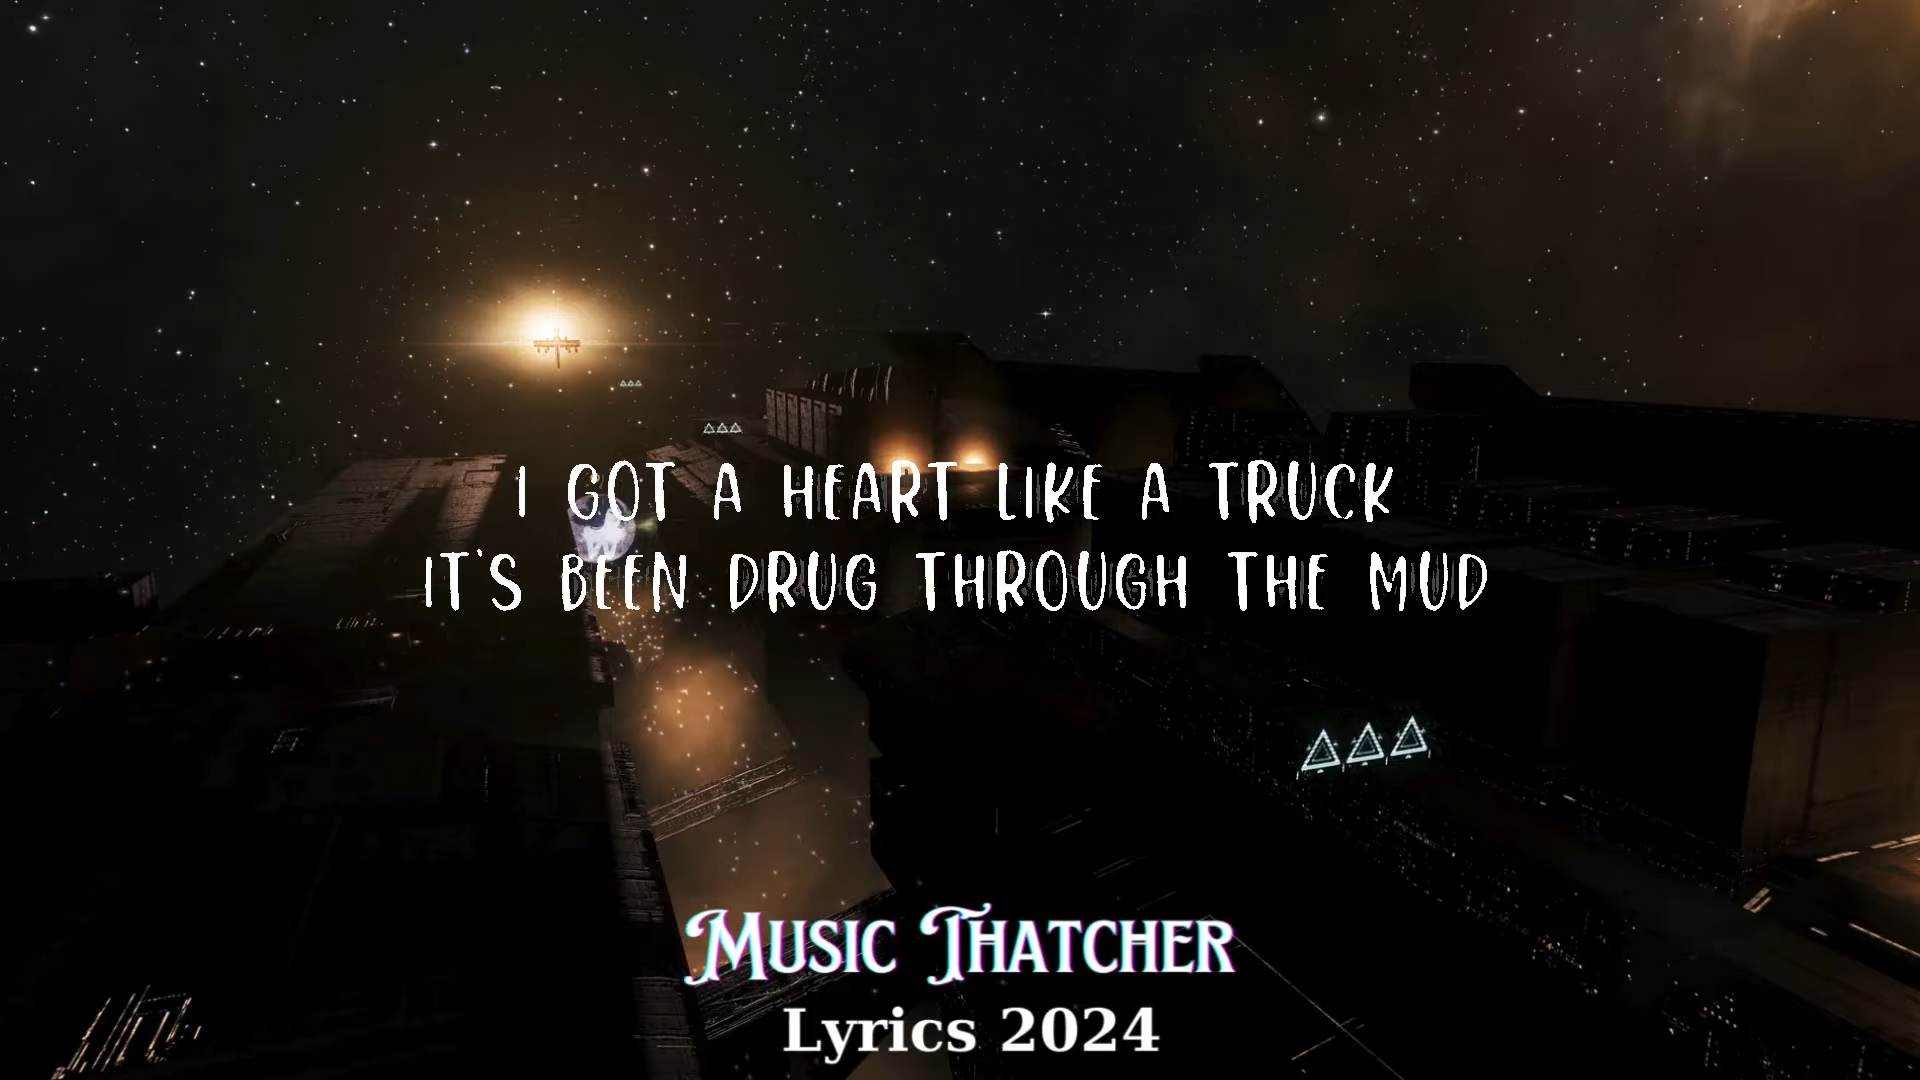 I GOT A HEART LIKE A TRUCK
IT'S BEEN DRUG THROUGH THE MUD
MUSIC THATCHER
Lyrics 2024